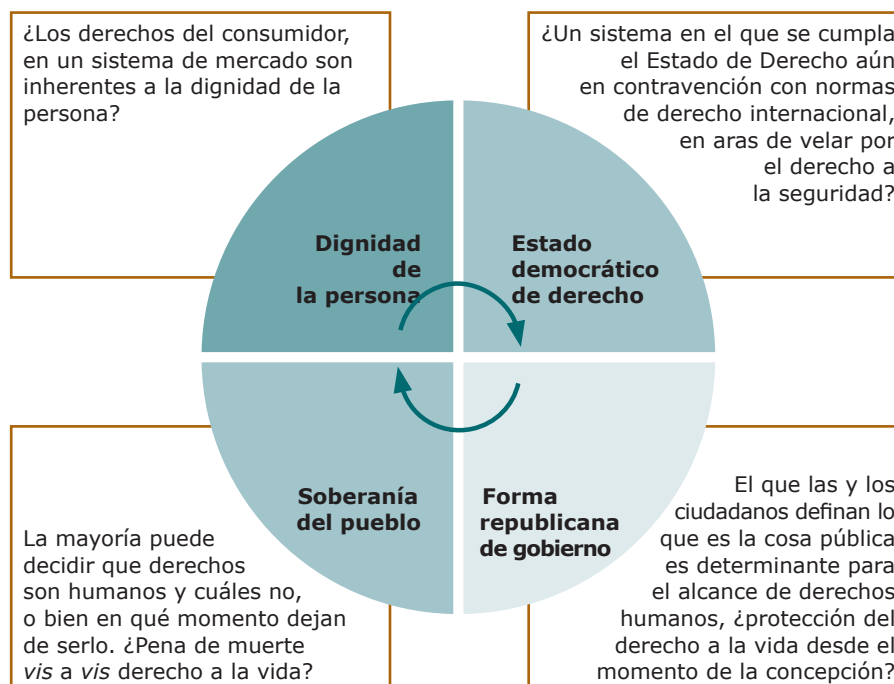 ¿Los derechos del consumidor,
en un sistema de mercado son
inherentes a la dignidad de la
persona?
¿Un sistema en el que se cumpla
el Estado de Derecho aún
en contravención con normas
de derecho internacional,
en aras de velar por
el derecho a
la seguridad?
Dignidad
de
la persona
Estado
democrático
de derecho
Soberanía
del pueblo
Forma
republicana
de gobierno
La mayoría puede
decidir que derechos
son humanos y cuáles no,
o bien en qué momento dejan
de serlo. ¿Pena de muerte
vis a vis derecho a la vida?
El que las y los
ciudadanos definan lo
que es la cosa pública
es determinante para
el alcance de derechos
humanos, ¿protección del
derecho a la vida desde el
momento de la concepción?